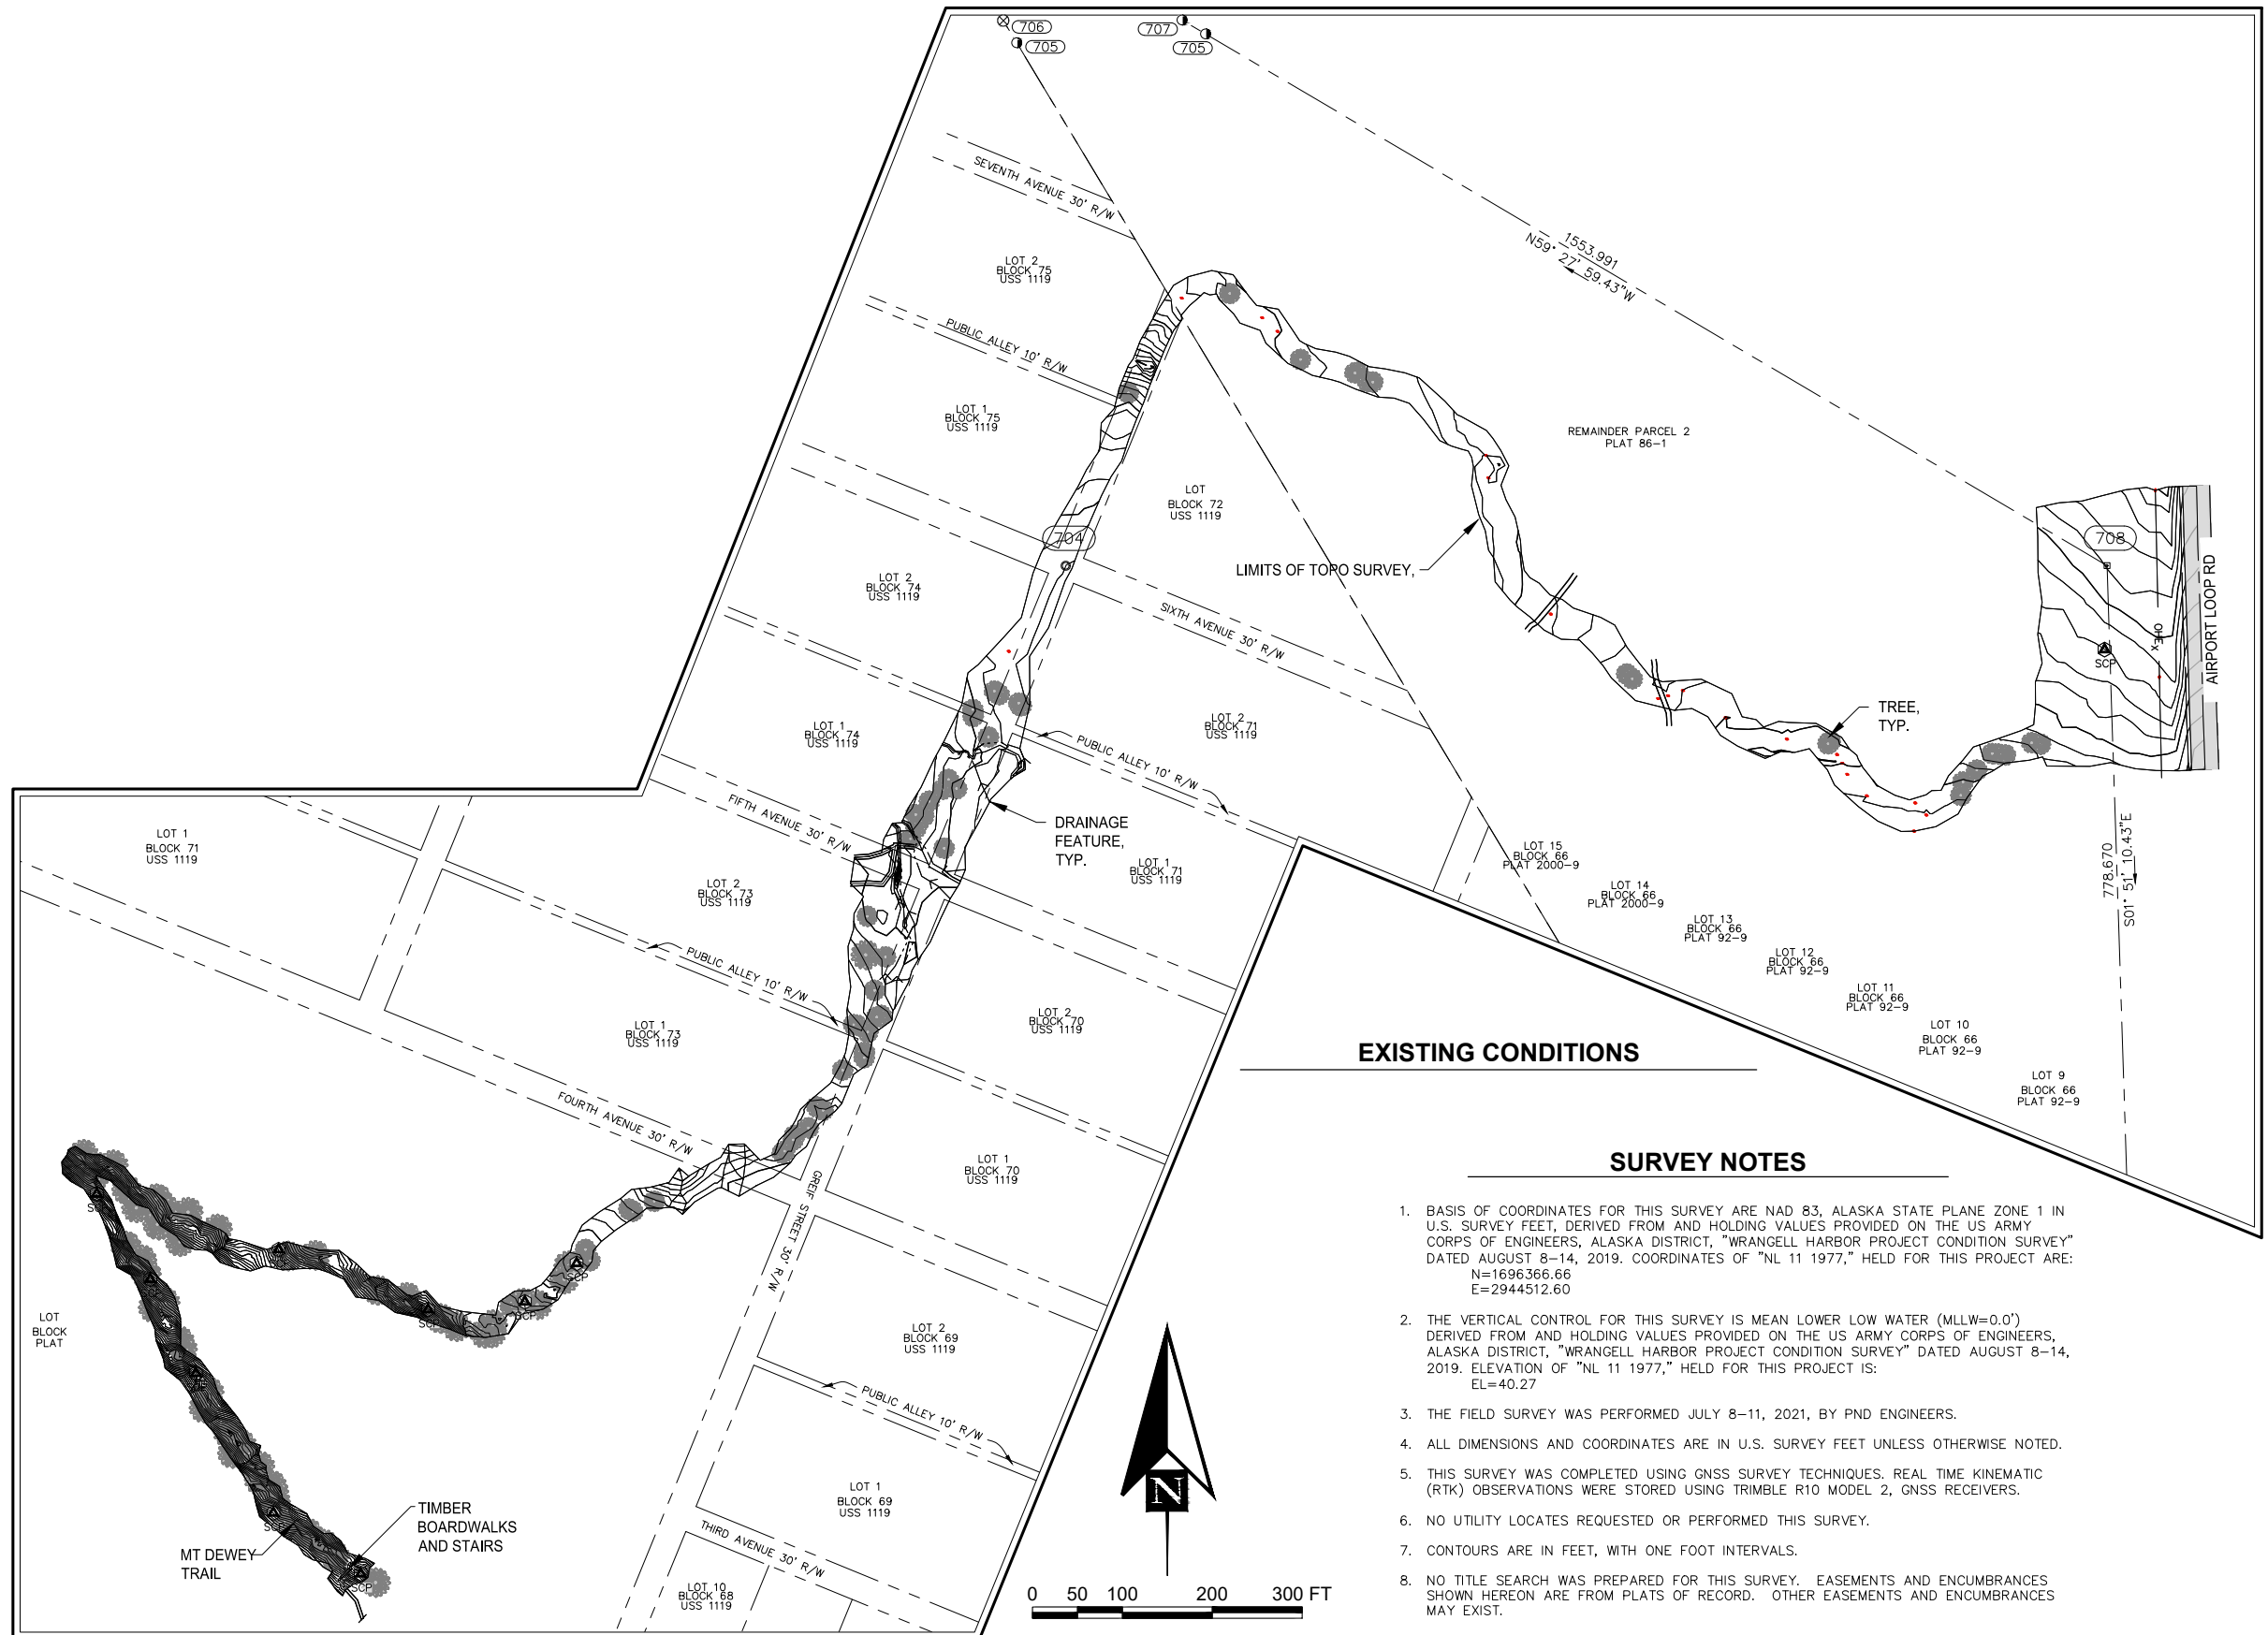 706
705
707
705
SEVENTH AVENUE 30' R/W
1553.991
N59° 27' 59.43"W
LOT 2
BLOCK 75
USS 1119
PUBLIC ALLEY 10' R/W
LOT 1
BLOCK 75
USS 1119
REMAINDER PARCEL 2
PLAT 86-1
LOT
BLOCK 72
USS 1119
704
708
LIMITS OF TOPO SURVEY,
LOT 2
BLOCK 74
USS 1119
SIXTH AVENUE 30' R/W
OHE
X
SCP
AIRPORT LOOP RD
LOT 1
BLOCK 74
USS 1119
LOT 2
BLOCK 71
USS 1119
TREE,
TYP.
PUBLIC ALLEY 10' R/W
FIFTH AVENUE 30' R/W
DRAINAGE
FEATURE,
TYP.
LOT 1
BLOCK 71
USS 1119
LOT 1
BLOCK 71
USS 1119
LOT 2
BLOCK 73
USS 1119
LOT 15
BLOCK 66
PLAT 2000-9
LOT 14
BLOCK 66
PLAT 2000-9
LOT 13
BLOCK 66
PLAT 92-9
LOT 12
BLOCK 66
PLAT 92-9
LOT 11
BLOCK 66
PLAT 92-9
LOT 10
BLOCK 66
PLAT 92-9
LOT 9
BLOCK 66
PLAT 92-9
778.670
S01° 51' 10.43"E
PUBLIC ALLEY 10' R/W
LOT 1
BLOCK 73
USS 1119
LOT 2
BLOCK 70
USS 1119
FOURTH AVENUE 30' R/W
LOT 1
BLOCK 70
USS 1119
GREIF STREET 30' R/W
SCP
SCP
SCP
SCP
LOT
BLOCK
PLAT
LOT 2
BLOCK 69
USS 1119
PUBLIC ALLEY 10' R/W
LOT 1
BLOCK 69
USS 1119
THIRD AVENUE 30' R/W
LOT 10
BLOCK 68
USS 1119
TIMBER
BOARDWALKS
AND STAIRS
MT DEWEY
TRAIL
SCP
SCP
N
0 50 100 200 300 FT
EXISTING CONDITIONS
SURVEY NOTES
1. BASIS OF COORDINATES FOR THIS SURVEY ARE NAD 83, ALASKA STATE PLANE ZONE 1 IN
U.S. SURVEY FEET, DERIVED FROM AND HOLDING VALUES PROVIDED ON THE US ARMY
CORPS OF ENGINEERS, ALASKA DISTRICT, "WRANGELL HARBOR PROJECT CONDITION SURVEY"
DATED AUGUST 8-14, 2019. COORDINATES OF "NL 11 1977," HELD FOR THIS PROJECT ARE:
N=1696366.66
E=2944512.60
2. THE VERTICAL CONTROL FOR THIS SURVEY IS MEAN LOWER LOW WATER (MLLW=0.0')
DERIVED FROM AND HOLDING VALUES PROVIDED ON THE US ARMY CORPS OF ENGINEERS,
ALASKA DISTRICT, "WRANGELL HARBOR PROJECT CONDITION SURVEY" DATED AUGUST 8-14,
2019. ELEVATION OF "NL 11 1977," HELD FOR THIS PROJECT IS:
EL=40.27
3. THE FIELD SURVEY WAS PERFORMED JULY 8-11, 2021, BY PND ENGINEERS.
4. ALL DIMENSIONS AND COORDINATES ARE IN U.S. SURVEY FEET UNLESS OTHERWISE NOTED.
5. THIS SURVEY WAS COMPLETED USING GNSS SURVEY TECHNIQUES. REAL TIME KINEMATIC
(RTK) OBSERVATIONS WERE STORED USING TRIMBLE R10 MODEL 2, GNSS RECEIVERS.
6. NO UTILITY LOCATES REQUESTED OR PERFORMED THIS SURVEY.
7. CONTOURS ARE IN FEET, WITH ONE FOOT INTERVALS.
8. NO TITLE SEARCH WAS PREPARED FOR THIS SURVEY. EASEMENTS AND ENCUMBRANCES
SHOWN HEREON ARE FROM PLATS OF RECORD. OTHER EASEMENTS AND ENCUMBRANCES
MAY EXIST.